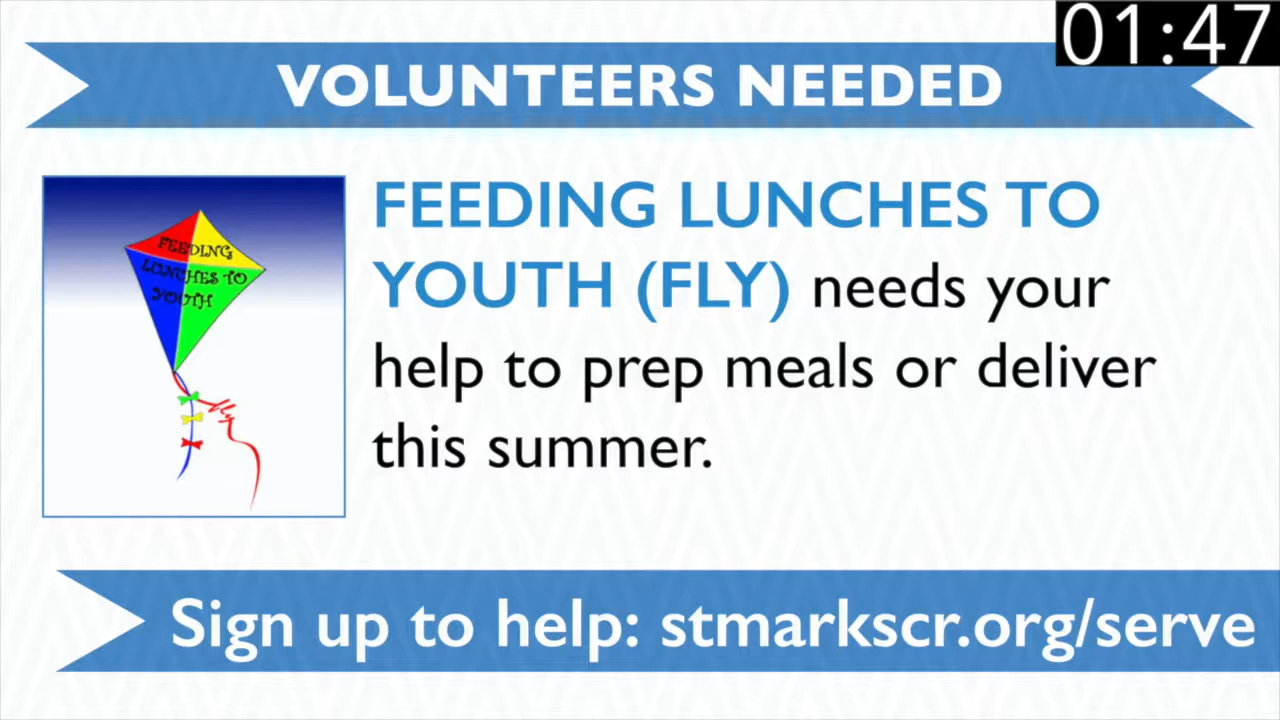 01:47
VOLUNTEERS NEEDED
FEEDING
LUNCHES TO
YOUTH
fly
FEEDING LUNCHES TO
YOUTH (FLY) needs your
help to prep meals or deliver
this summer.
Sign up to help: stmarkscr.org/serve